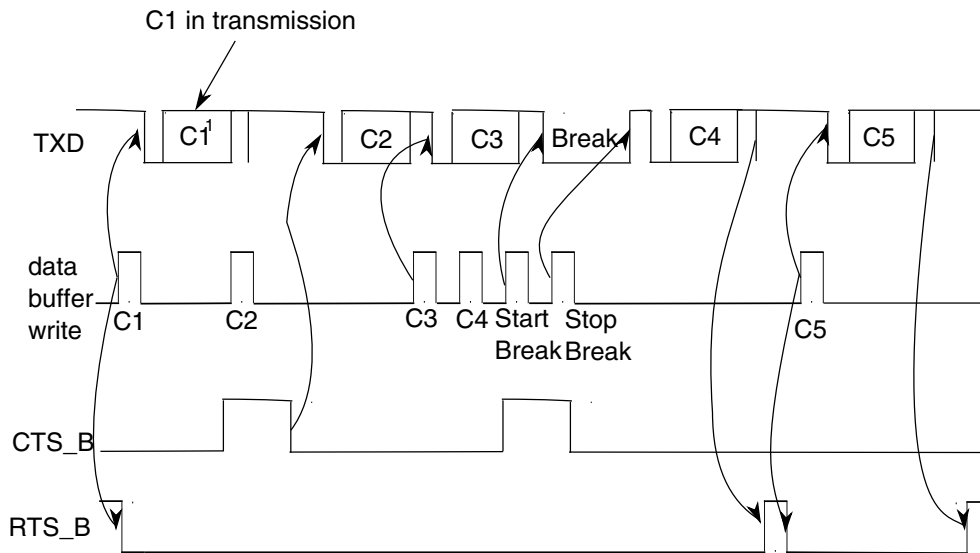 C1 in transmission
TXD
C1¹
C2
C3
Break
C4
C5
data
buffer
write
C1
C2
C3
C4
Start
Break
Stop
Break
C5
CTS_B
RTS_B